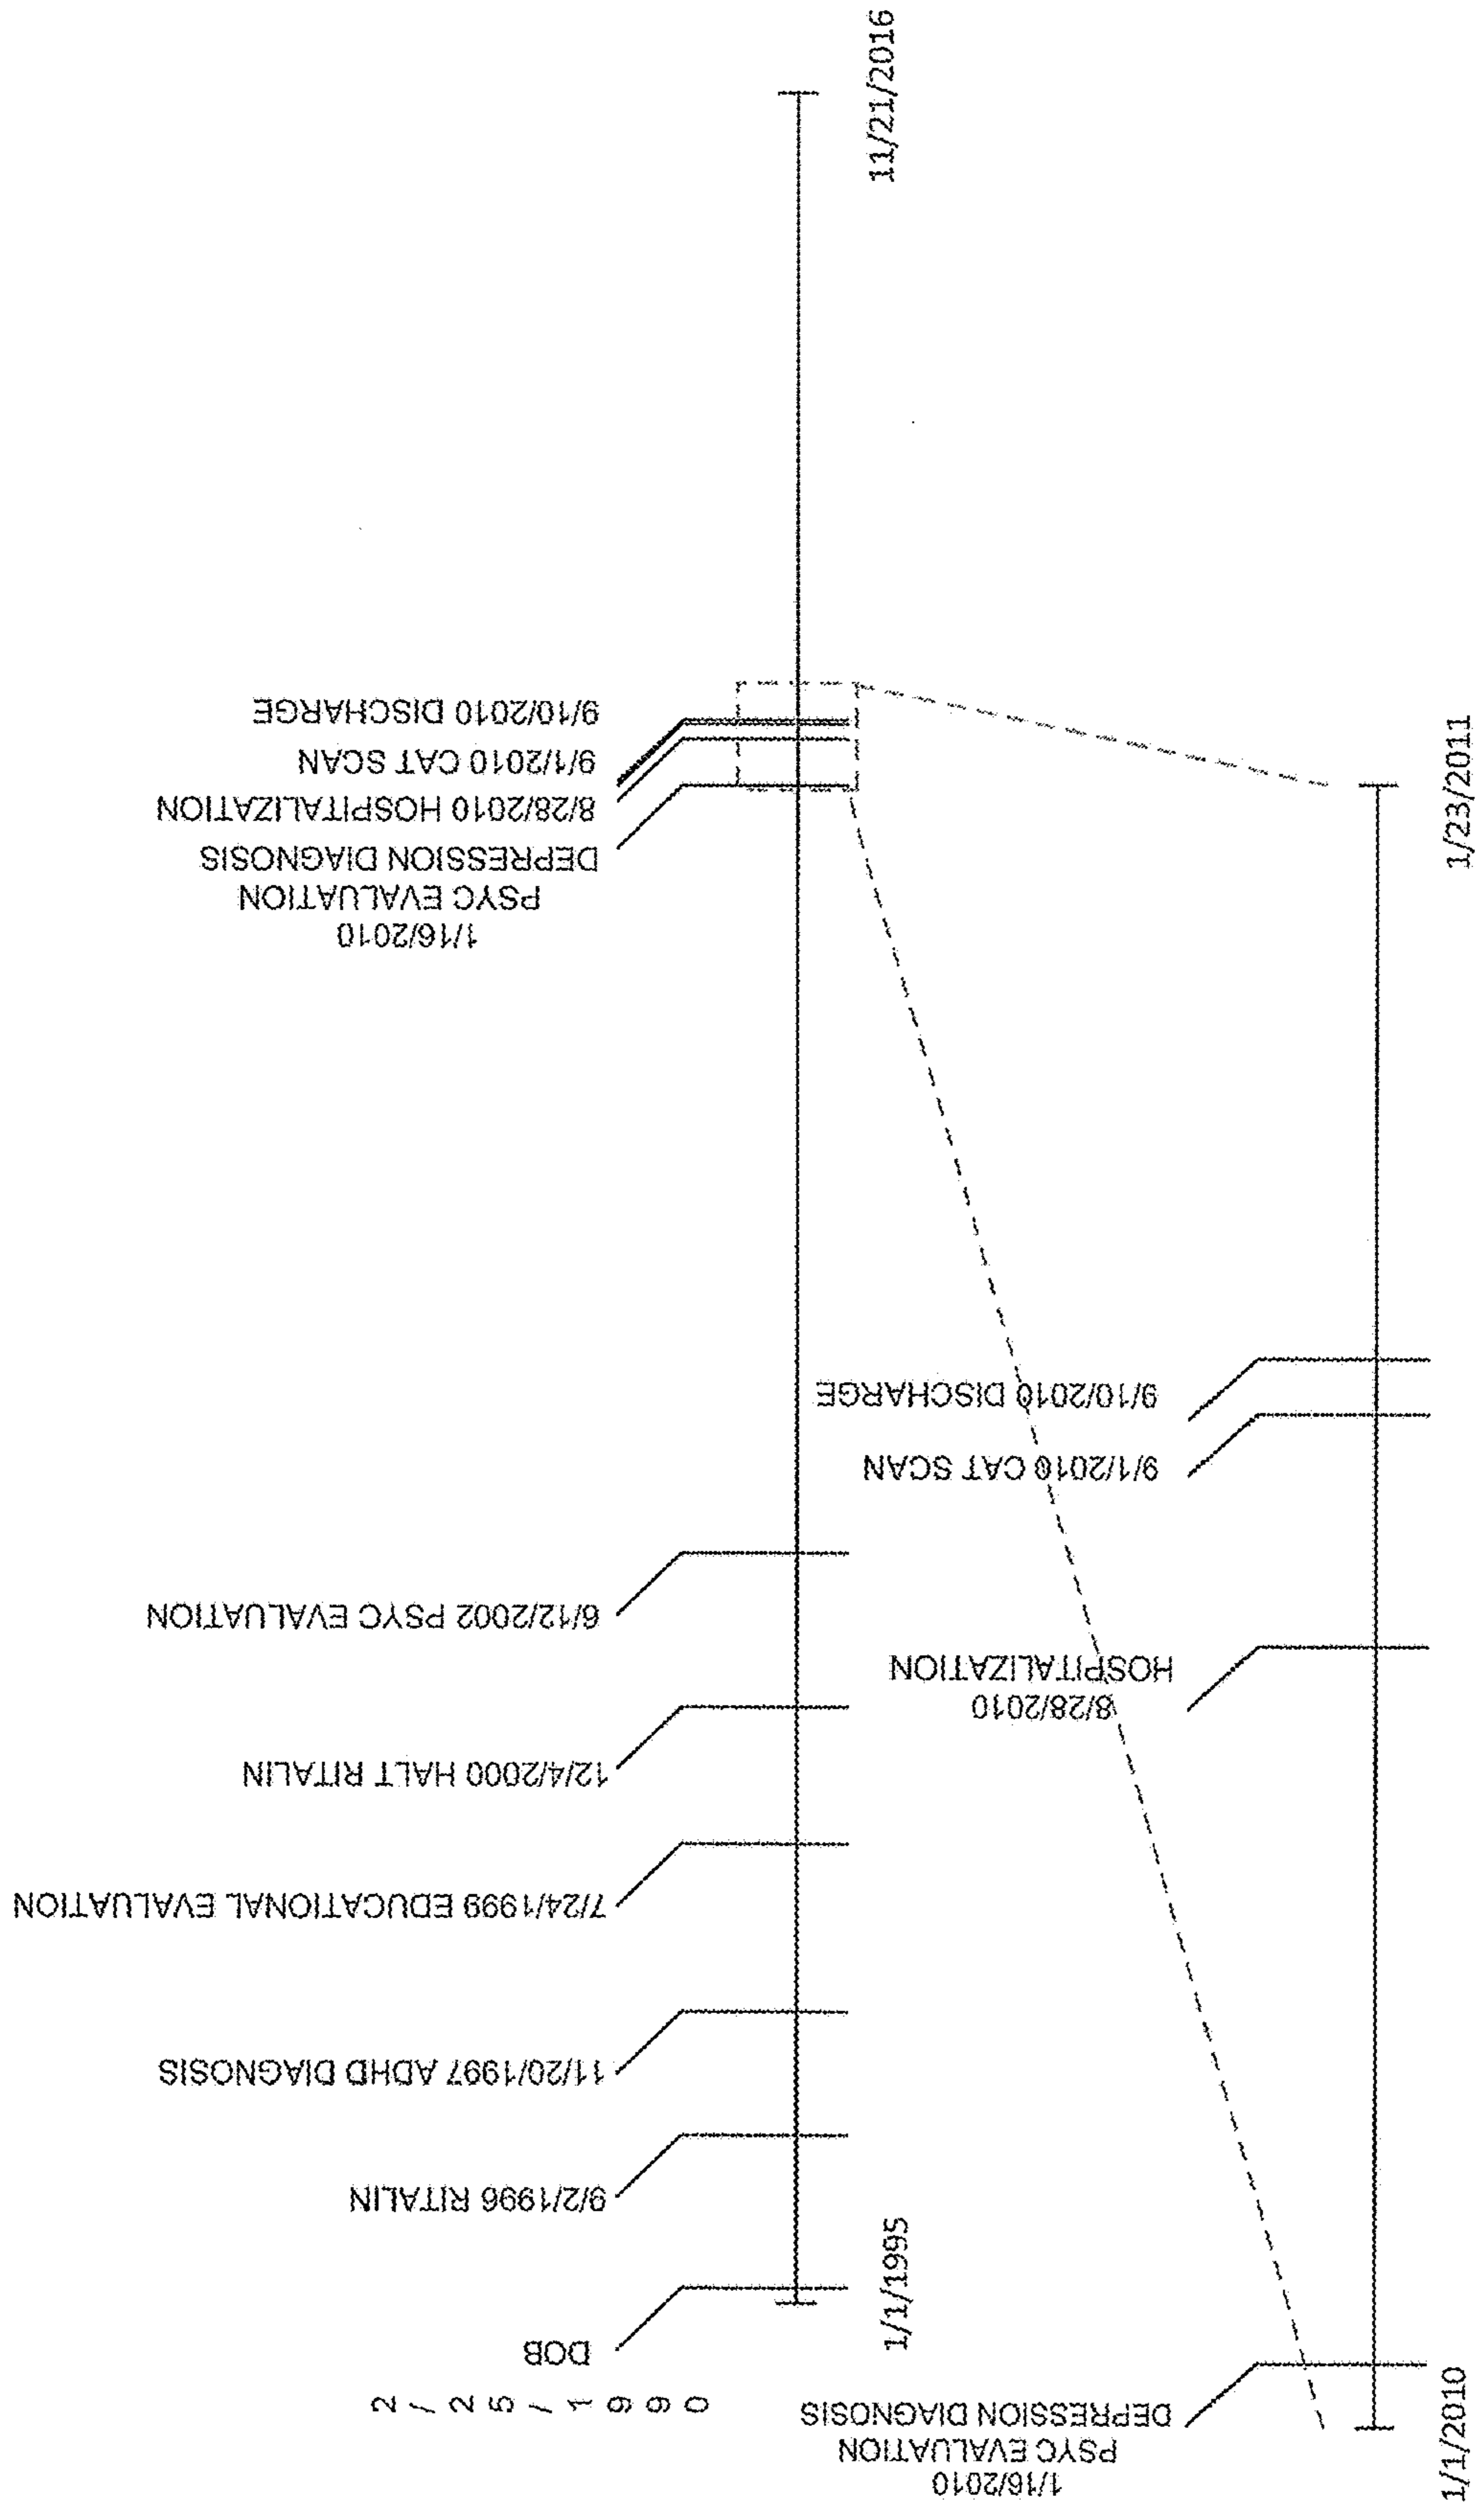 2/25/1990
DOB
9/2/1996 RITALIN
11/20/1997 ADHD DIAGNOSIS
7/24/1999 EDUCATIONAL EVALUATION
12/4/2000 HALT RITALIN
6/12/2002 PSYC EVALUATION
1/16/2010
PSYC EVALUATION
DEPRESSION DIAGNOSIS
8/28/2010 HOSPITALIZATION
9/1/2010 CAT SCAN
9/10/2010 DISCHARGE
1/1/1995
11/21/2016
1/16/2010
PSYC EVALUATION
DEPRESSION DIAGNOSIS
8/28/2010
HOSPITALIZATION
9/1/2010 CAT SCAN
9/10/2010 DISCHARGE
1/1/2010
1/23/2011